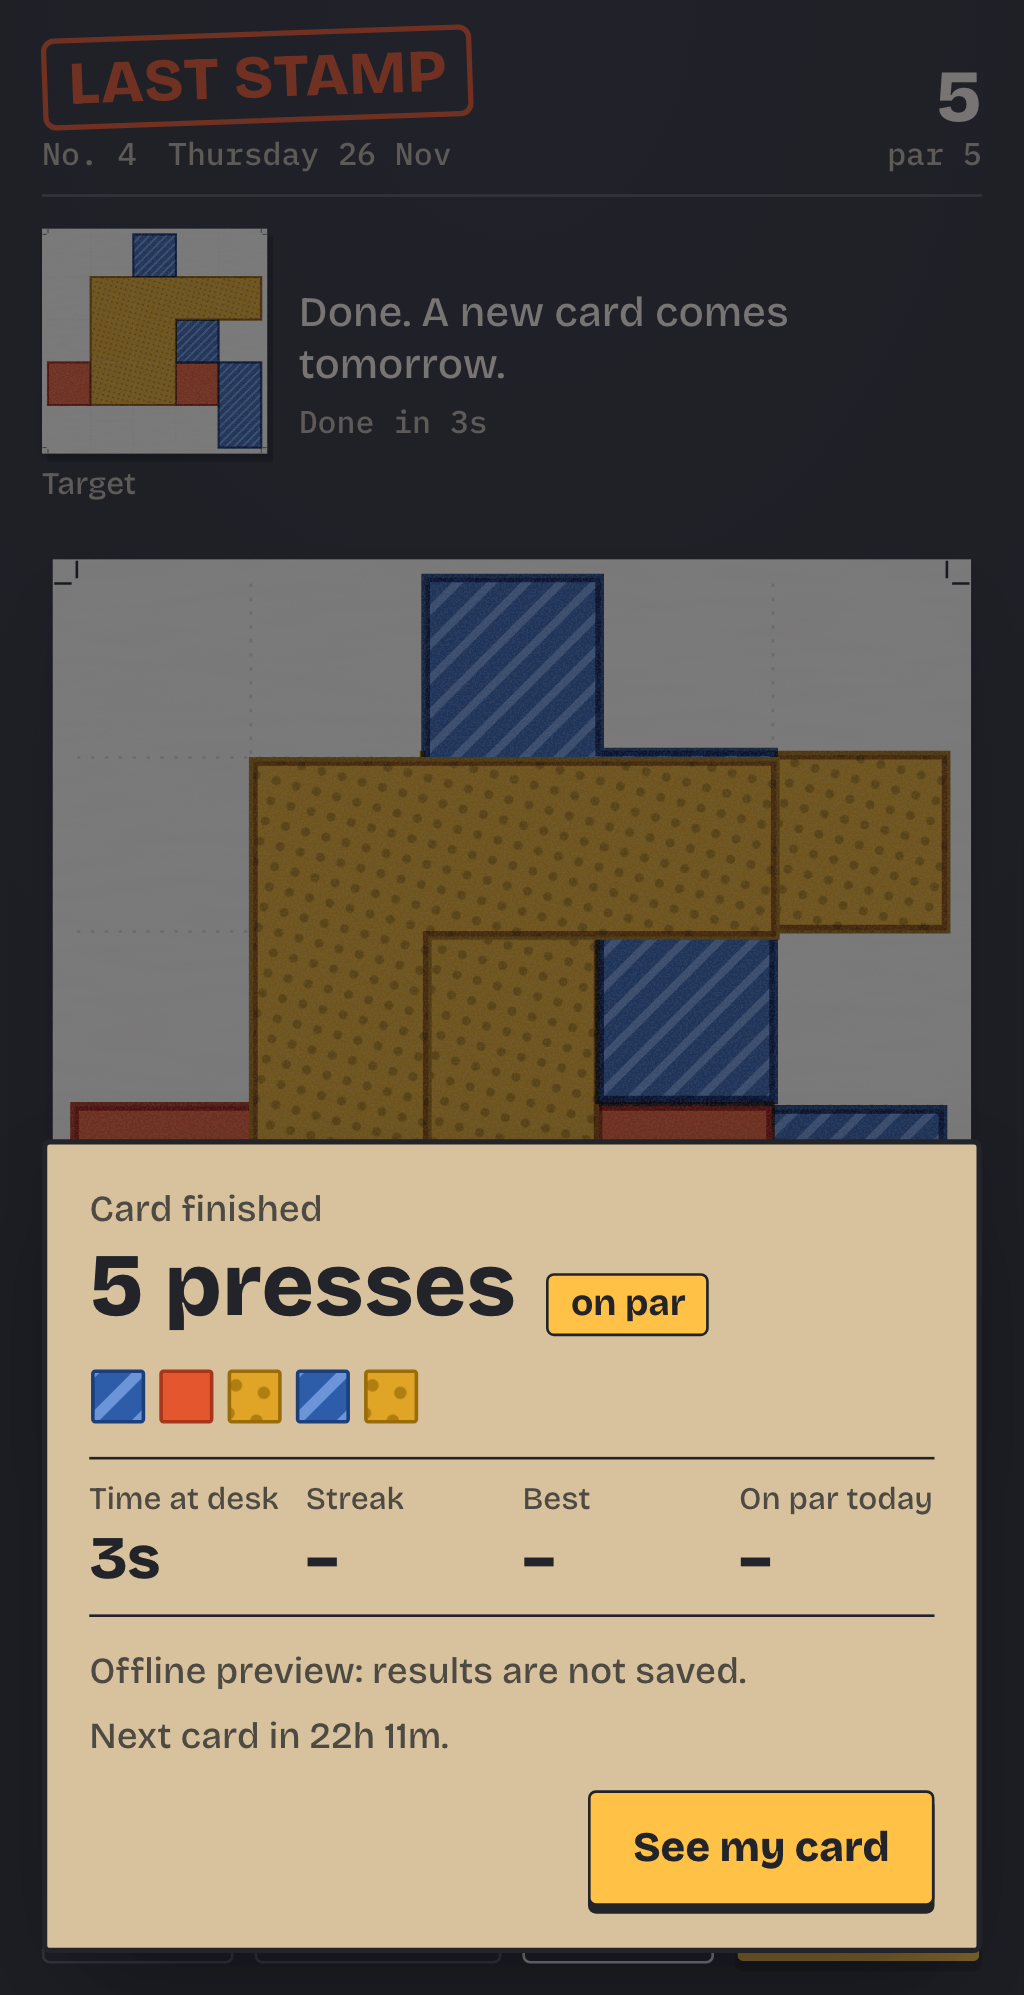 LAST STAMP
5
No. 4 Thursday 26 Nov
par 5
Done. A new card comes
tomorrow.
Done in 3s
Target
Card finished
5 presses
on par
Time at desk Streak Best On par today
3s – – –
Offline preview: results are not saved.
Next card in 22h 11m.
See my card